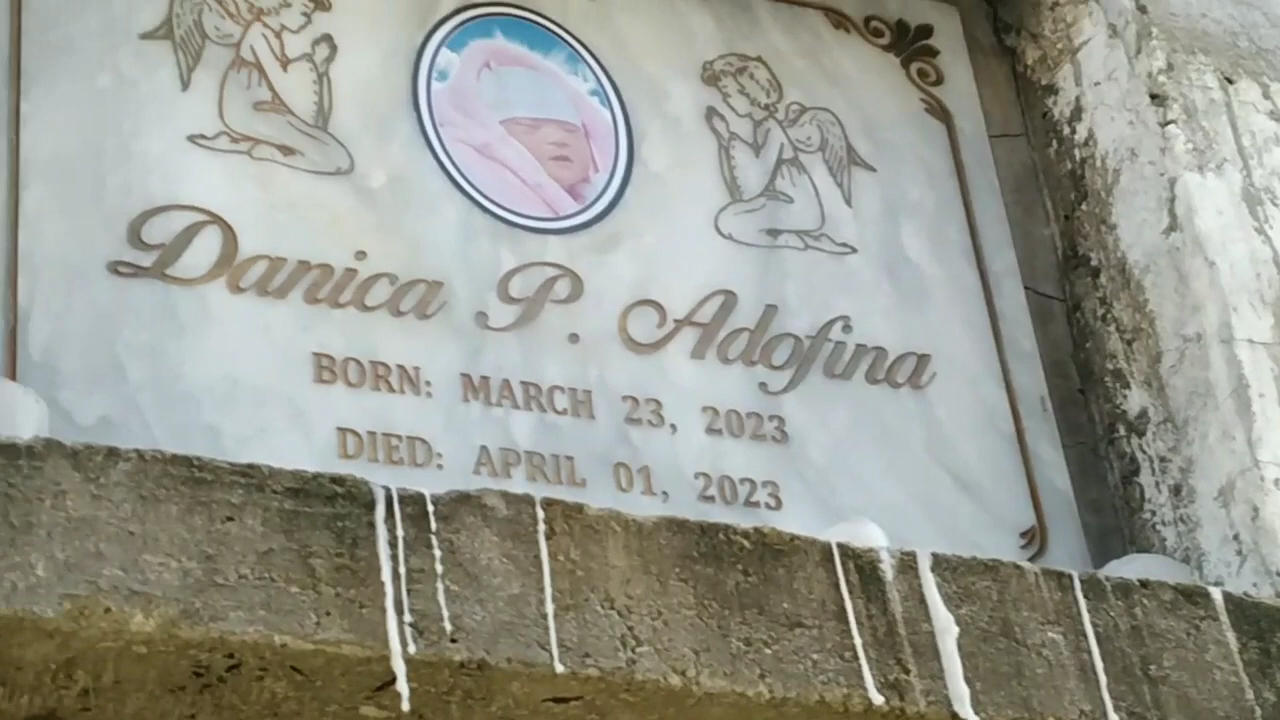 Danica P. Adofina
BORN: MARCH 23, 2023
DIED: APRIL 01, 2023